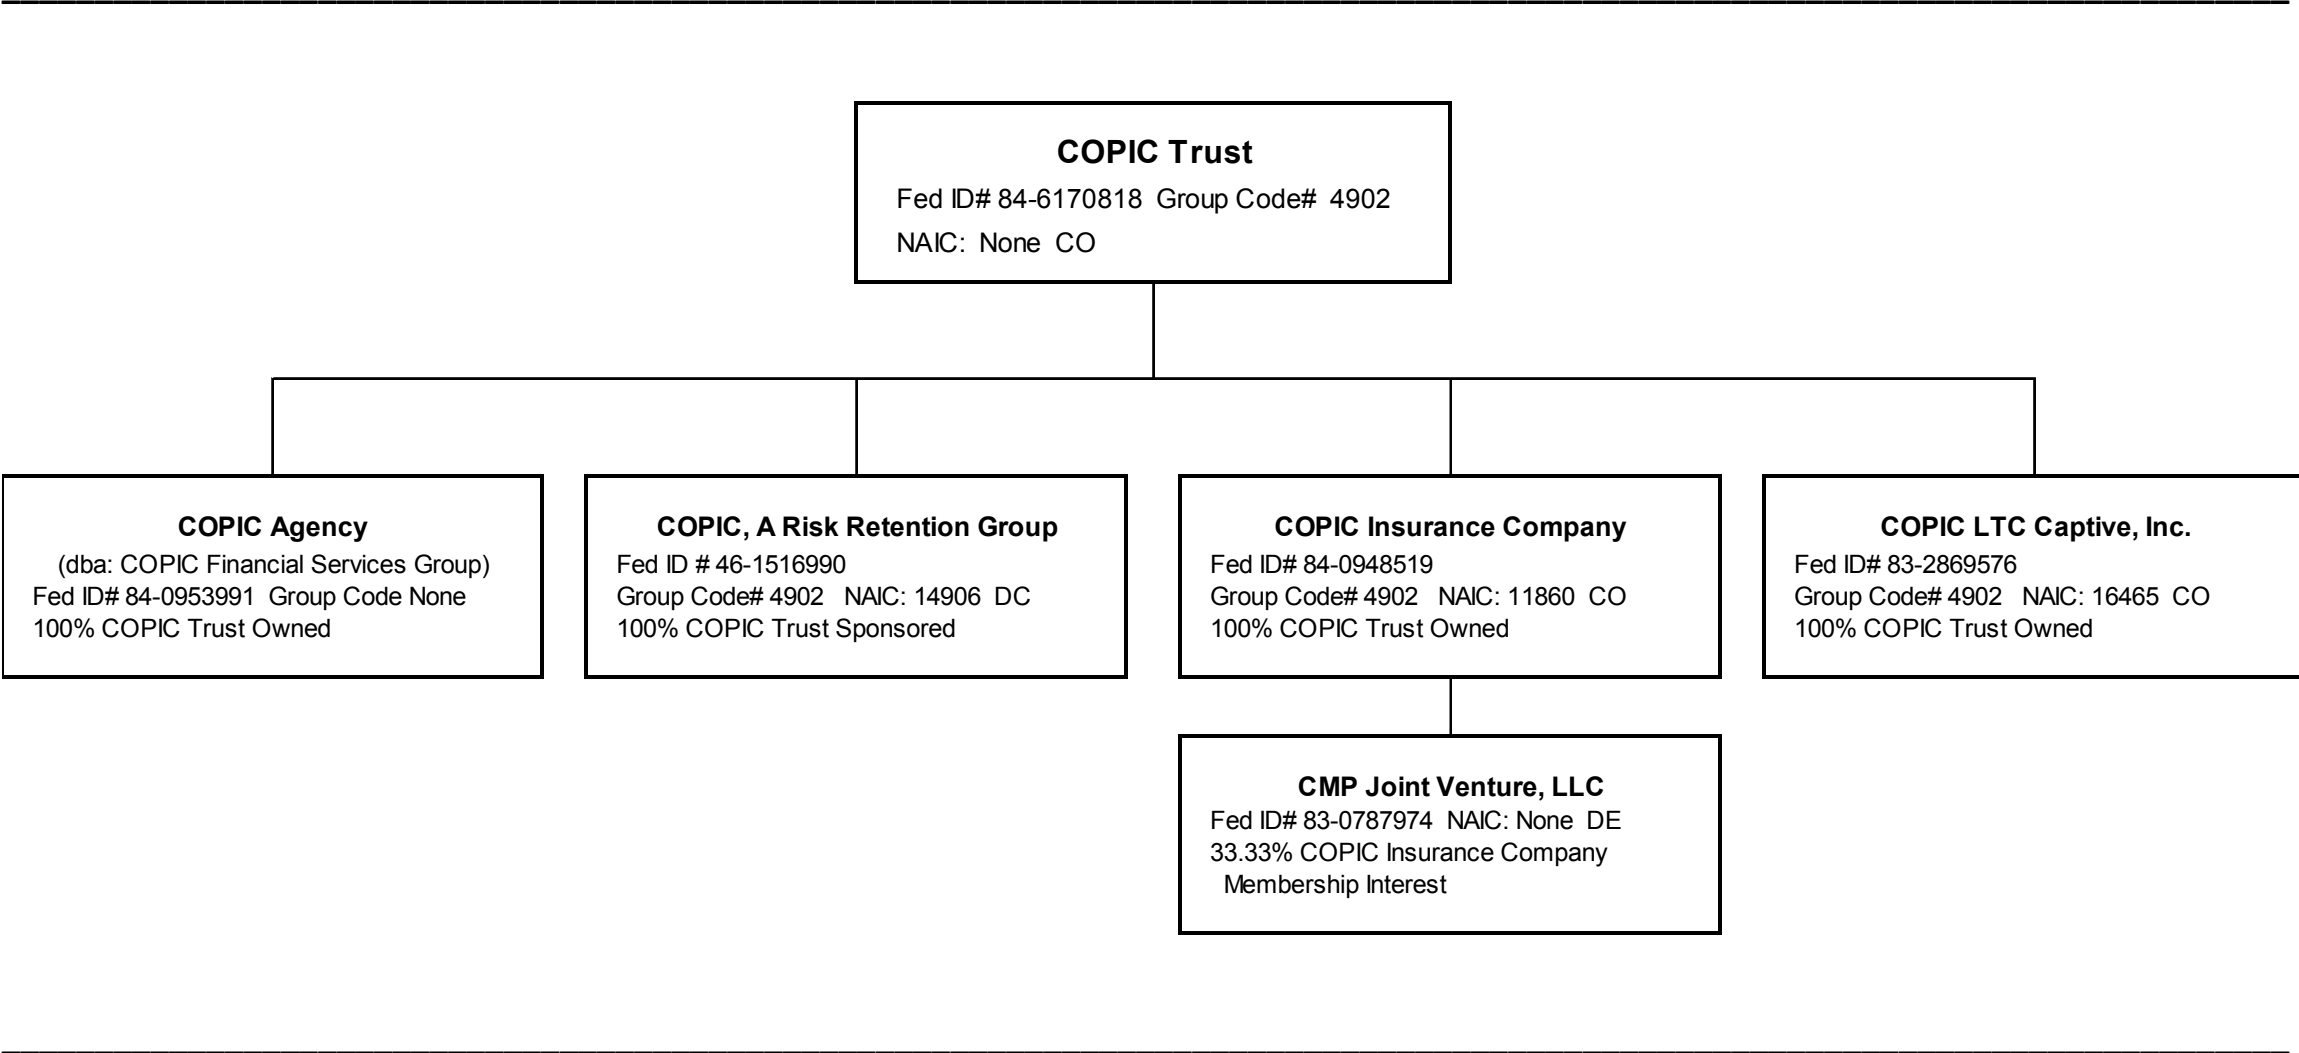 COPIC Trust
Fed ID# 84-6170818 Group Code# 4902
NAIC: None CO
COPIC Agency
(dba: COPIC Financial Services Group)
Fed ID# 84-0953991 Group Code None
100% COPIC Trust Owned
COPIC, A Risk Retention Group
Fed ID # 46-1516990
Group Code# 4902 NAIC: 14906 DC
100% COPIC Trust Sponsored
COPIC Insurance Company
Fed ID# 84-0948519
Group Code# 4902 NAIC: 11860 CO
100% COPIC Trust Owned
COPIC LTC Captive, Inc.
Fed ID# 83-2869576
Group Code# 4902 NAIC: 16465 CO
100% COPIC Trust Owned
CMP Joint Venture, LLC
Fed ID# 83-0787974 NAIC: None DE
33.33% COPIC Insurance Company
Membership Interest